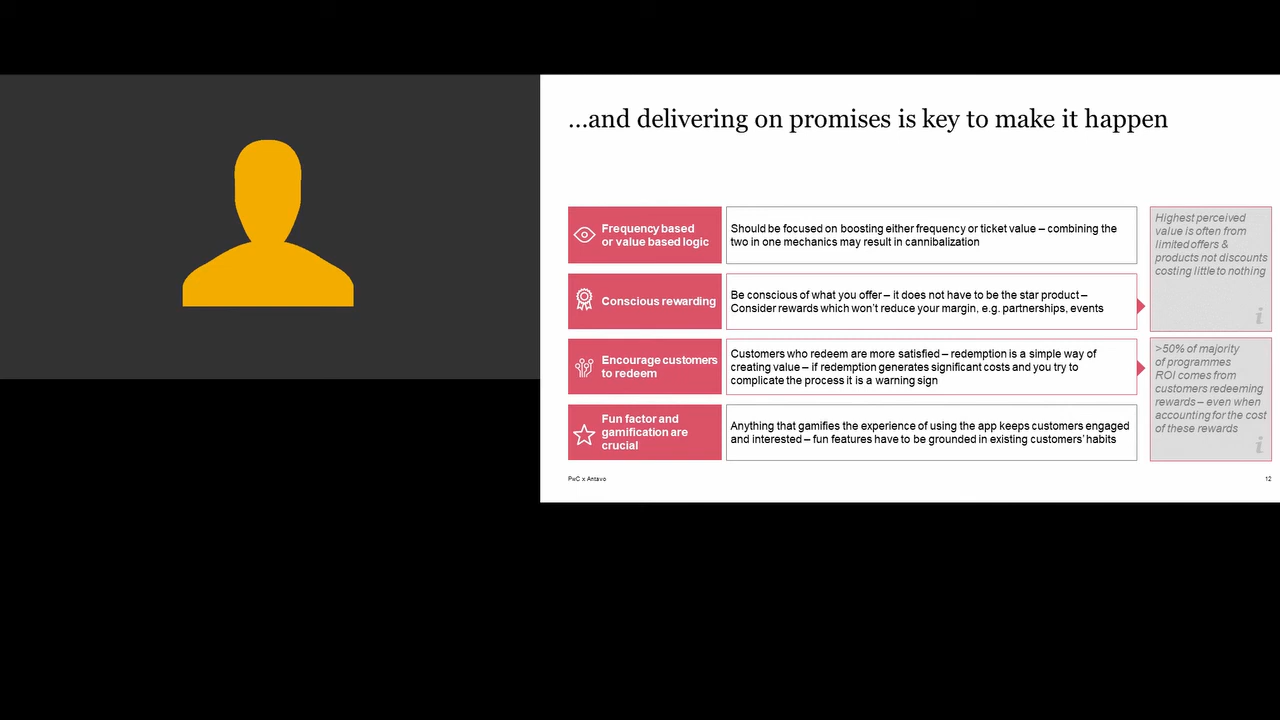 ...and delivering on promises is key to make it happen
Frequency based
or value based logic
Should be focused on boosting either frequency or ticket value – combining the
two in one mechanics may result in cannibalization
Conscious rewarding
Be conscious of what you offer – it does not have to be the star product –
Consider rewards which won't reduce your margin, e.g. partnerships, events
Highest perceived
value is often from
limited offers &
products not discounts
costing little to nothing
Encourage customers
to redeem
Customers who redeem are more satisfied – redemption is a simple way of
creating value – if redemption generates significant costs and you try to
complicate the process it is a warning sign
Fun factor and
gamification are
crucial
Anything that gamifies the experience of using the app keeps customers engaged
and interested – fun features have to be grounded in existing customers' habits
>50% of majority
of programmes
ROI comes from
customers redeeming
rewards – even when
accounting for the cost
of these rewards
PwC x Antavo
12